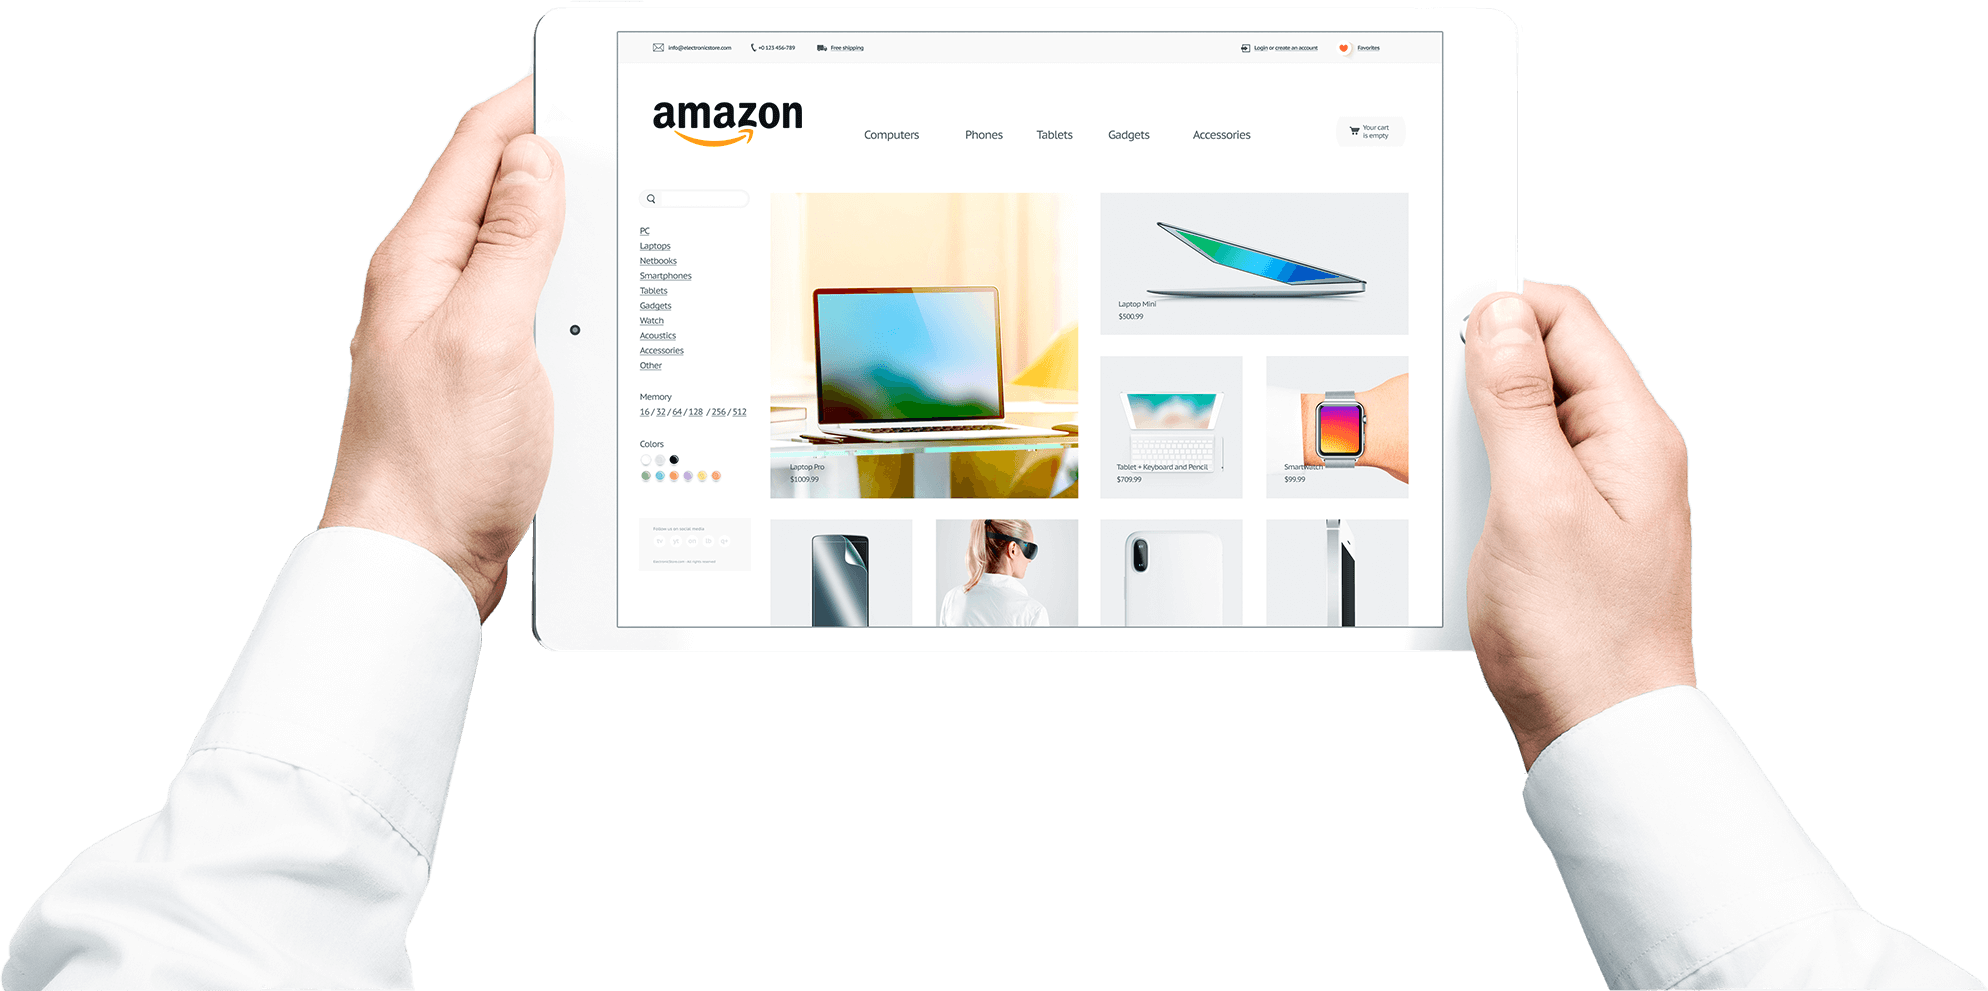 info@electronicstore.com
+0 123 456-789
Free shipping
Login or create an account
Favorites
amazon
Computers
Phones
Tablets
Gadgets
Accessories
Your cart
is empty
PC
Laptops
Netbooks
Smartphones
Tablets
Gadgets
Watch
Acoustics
Accessories
Other
Memory
16 / 32 / 64 / 128 / 256 / 512
Colors
Laptop Pro
$1009.99
Laptop Mini
$500.99
Tablet + Keyboard and Pencil
$709.99
SmartWatch
$99.99
Follow us on social media